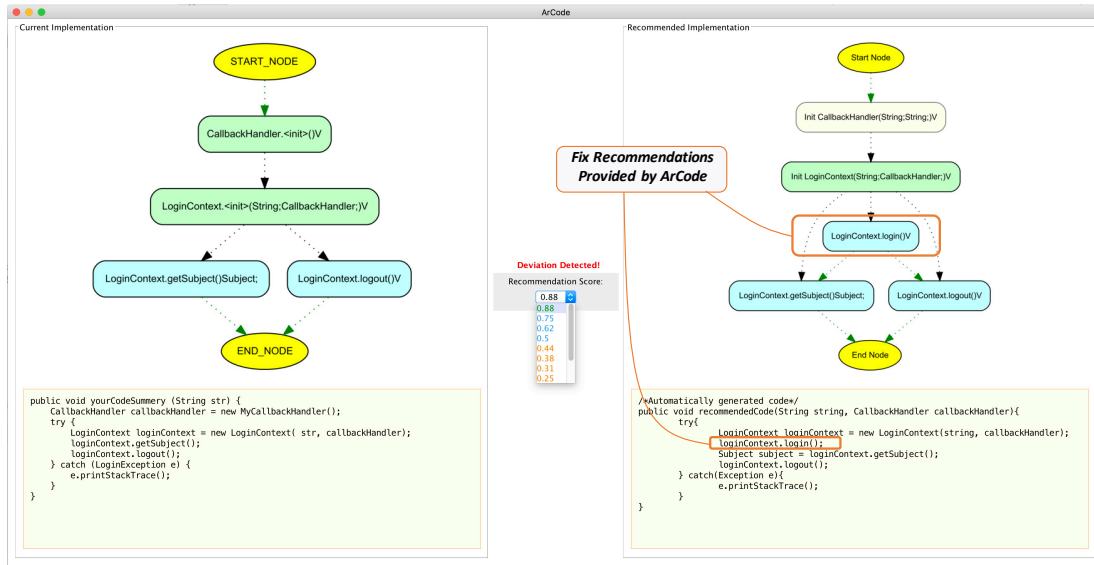 ArCode
Current Implementation
START_NODE
CallbackHandler.<init>()V
LoginContext.<init>(String;CallbackHandler;)V
LoginContext.getSubject()Subject;
LoginContext.logout()V
END_NODE
public void yourCodeSummery (String str) {
CallbackHandler callbackHandler = new MyCallbackHandler();
try {
LoginContext loginContext = new LoginContext( str, callbackHandler);
loginContext.getSubject();
loginContext.logout();
} catch (LoginException e) {
e.printStackTrace();
}
}
Deviation Detected!
Recommendation Score:
0.88
0.88
0.75
0.62
0.5
0.44
0.38
0.31
0.25
Fix Recommendations
Provided by ArCode
Recommended Implementation
Start Node
Init CallbackHandler(String;String;)V
Init LoginContext(String;CallbackHandler;)V
LoginContext.login()V
LoginContext.getSubject()Subject;
LoginContext.logout()V
End Node
/*Automatically generated code*/
public void recommendedCode(String string, CallbackHandler callbackHandler){
try{
LoginContext loginContext = new LoginContext(string, callbackHandler);
loginContext.login();
Subject subject = loginContext.getSubject();
loginContext.logout();
} catch(Exception e){
e.printStackTrace();
}
}